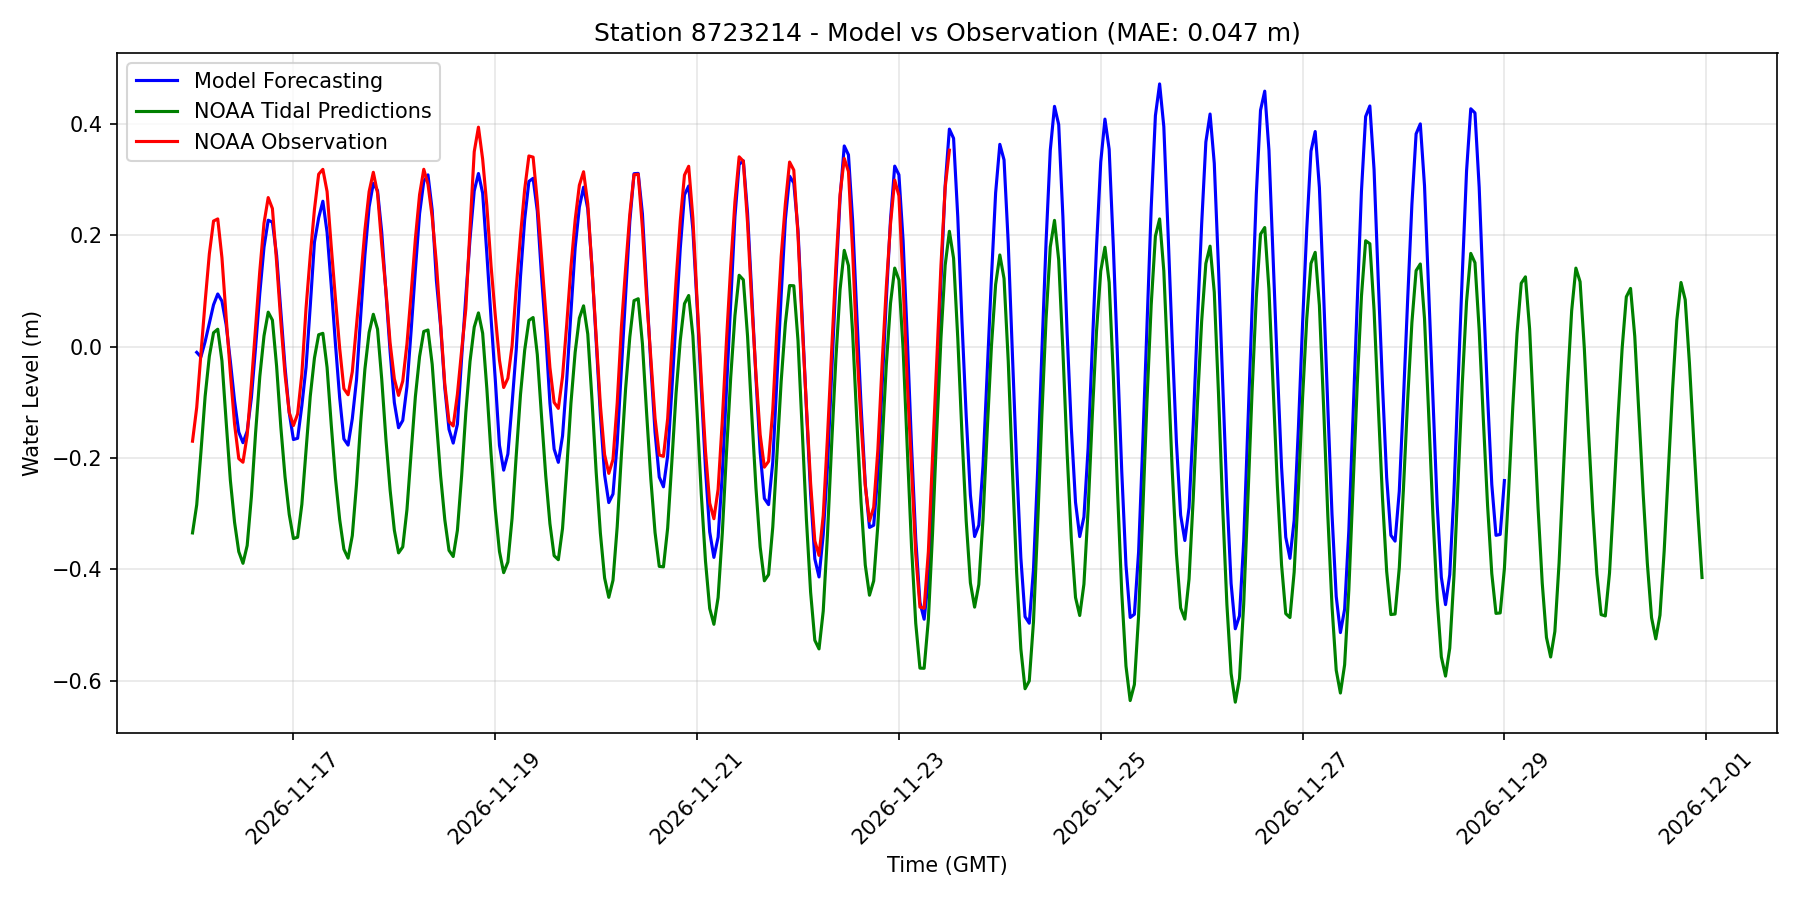 Station 8723214 - Model vs Observation (MAE: 0.047 m)
Model Forecasting
NOAA Tidal Predictions
NOAA Observation
Water Level (m)
0.4
0.2
0.0
−0.2
−0.4
−0.6
2026-11-17
2026-11-19
2026-11-21
2026-11-23
2026-11-25
2026-11-27
2026-11-29
2026-12-01
Time (GMT)